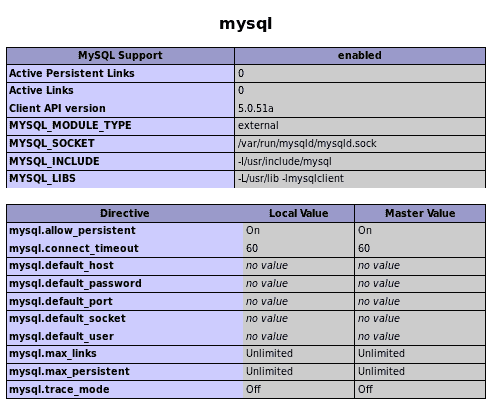 mysql
MySQL Support enabled
Active Persistent Links 0
Active Links 0
Client API version 5.0.51a
MYSQL_MODULE_TYPE external
MYSQL_SOCKET /var/run/mysqld/mysqld.sock
MYSQL_INCLUDE -I/usr/include/mysql
MYSQL_LIBS -L/usr/lib -lmysqlclient
Directive Local Value Master Value
mysql.allow_persistent On On
mysql.connect_timeout 60 60
mysql.default_host no value no value
mysql.default_password no value no value
mysql.default_port no value no value
mysql.default_socket no value no value
mysql.default_user no value no value
mysql.max_links Unlimited Unlimited
mysql.max_persistent Unlimited Unlimited
mysql.trace_mode Off Off